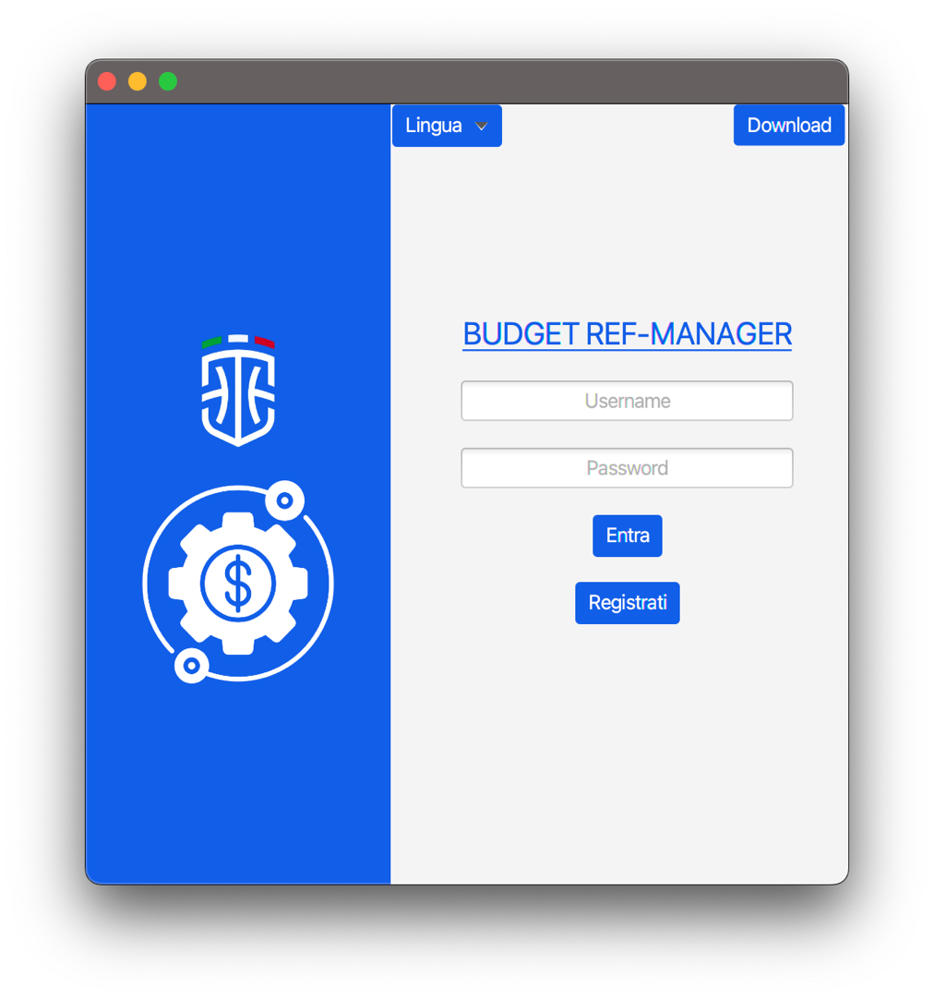 Lingua
Download
BUDGET REF-MANAGER
Username
Password
Entra
Registrati
$